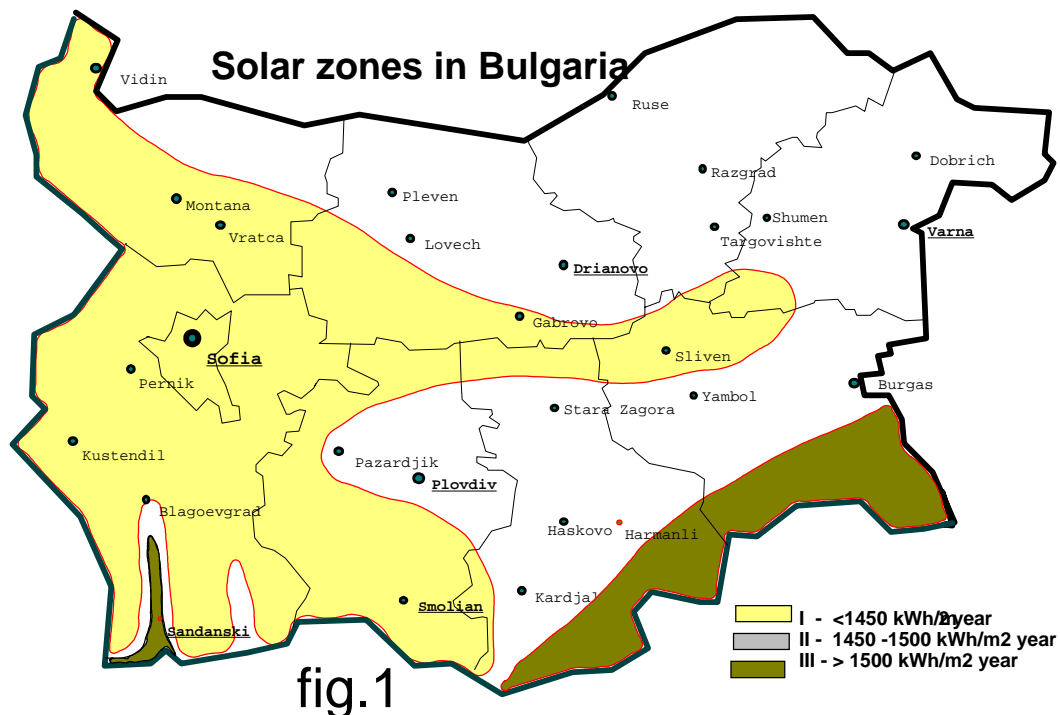 Solar zones in Bulgaria
Vidin
Ruse
Dobrich
Razgrad
Pleven
Montana
Shumen
Vratca
Targovishte
Varna
Lovech
Drianovo
Gabrovo
Sofia
Sliven
Pernik
Burgas
Yambol
Stara Zagora
Kustendil
Pazardjik
Plovdiv
Blagoevgrad
Haskovo
Harmanli
Kardjal
Smolian
Sandanski
I - <1450 kWh/m2 year
II - 1450 -1500 kWh/m2 year
III - > 1500 kWh/m2 year
fig.1